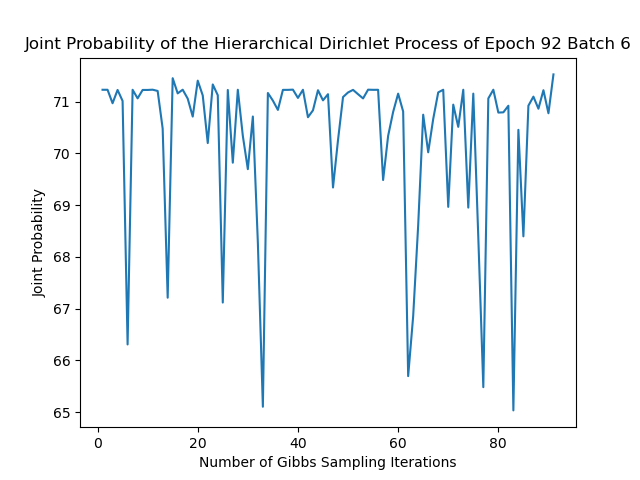 Joint Probability of the Hierarchical Dirichlet Process of Epoch 92 Batch 6
71
70
69
68
67
66
65
Joint Probability
0 20 40 60 80
Number of Gibbs Sampling Iterations